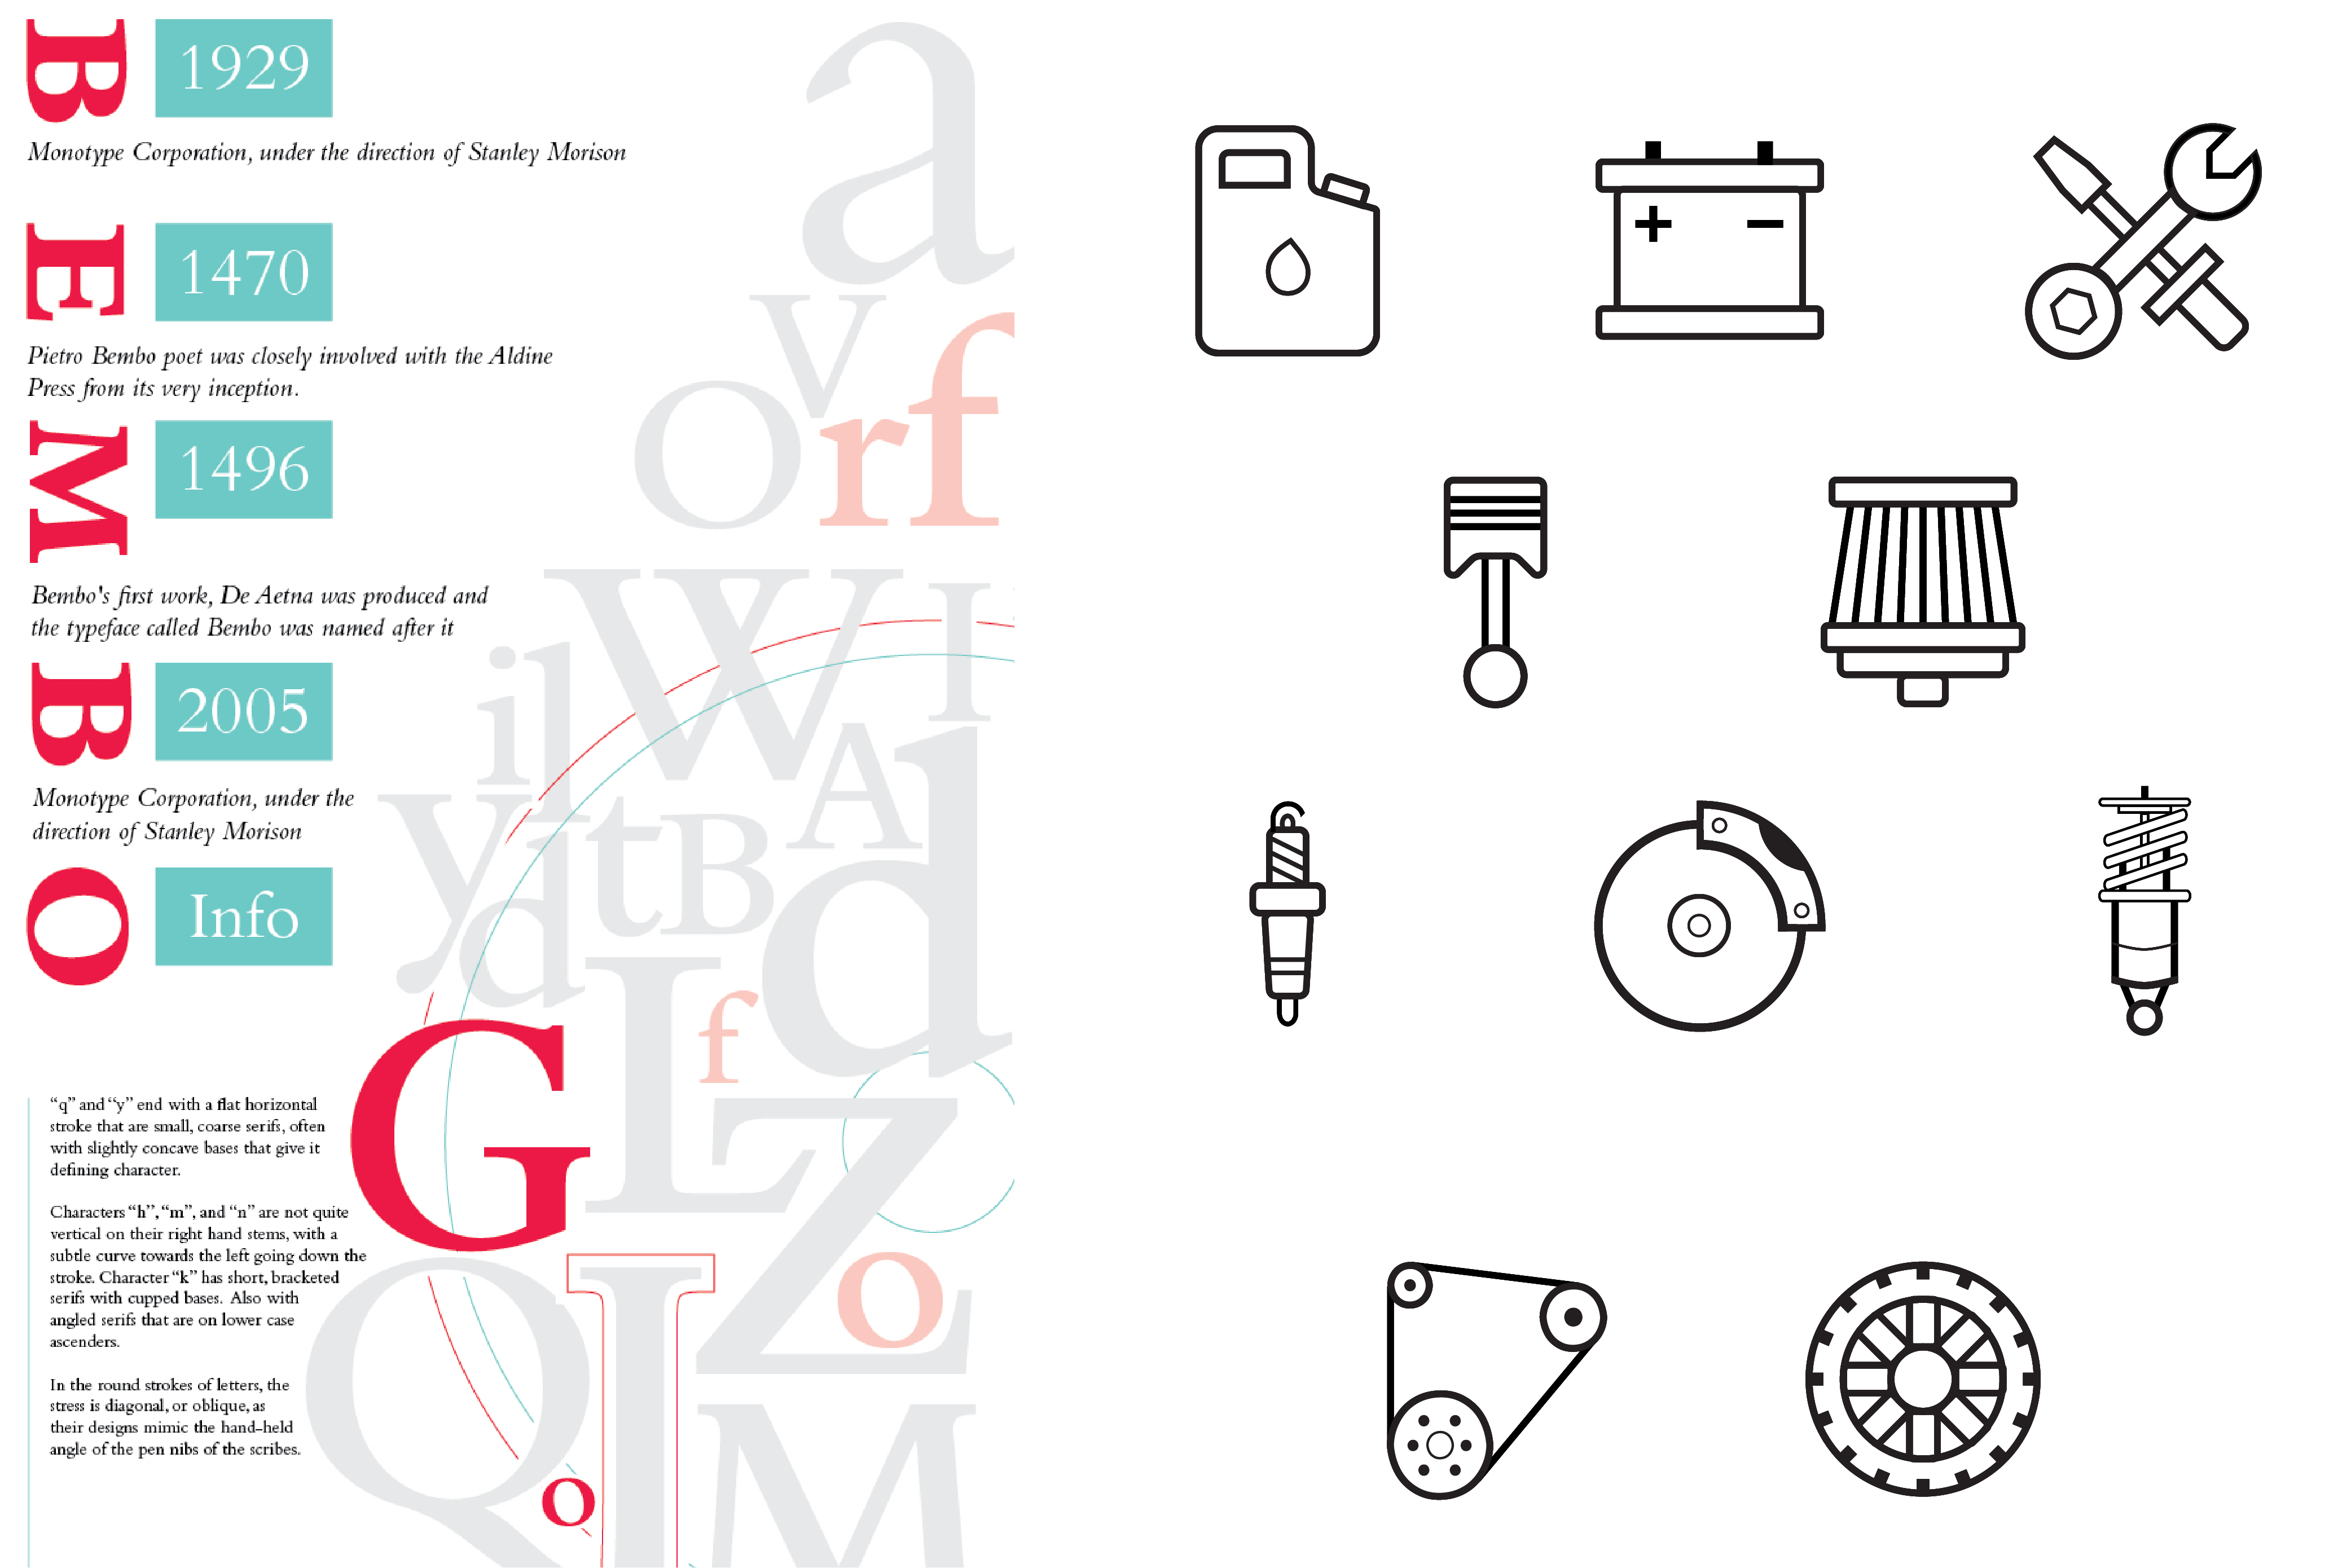 B 1929
Monotype Corporation, under the direction of Stanley Morison
E 1470
Pietro Bembo poet was closely involved with the Aldine
Press from its very inception.
M 1496
Bembo's first work, De Aetna was produced and
the typeface called Bembo was named after it
B 2005
Monotype Corporation, under the
direction of Stanley Morison
O Info
“q” and “y” end with a flat horizontal
stroke that are small, coarse serifs, often
with slightly concave bases that give it
defining character.
Characters “h”, “m”, and “n” are not quite
vertical on their right hand stems, with a
subtle curve towards the left going down the
stroke. Character “k” has short, bracketed
serifs with cupped bases. Also with
angled serifs that are on lower case
ascenders.
In the round strokes of letters, the
stress is diagonal, or oblique, as
their designs mimic the hand-held
angle of the pen nibs of the scribes.
a
v
O r f
W I
i l
A d
y t B
d i
L f
G
Z
o
Q I
M
o
+ −